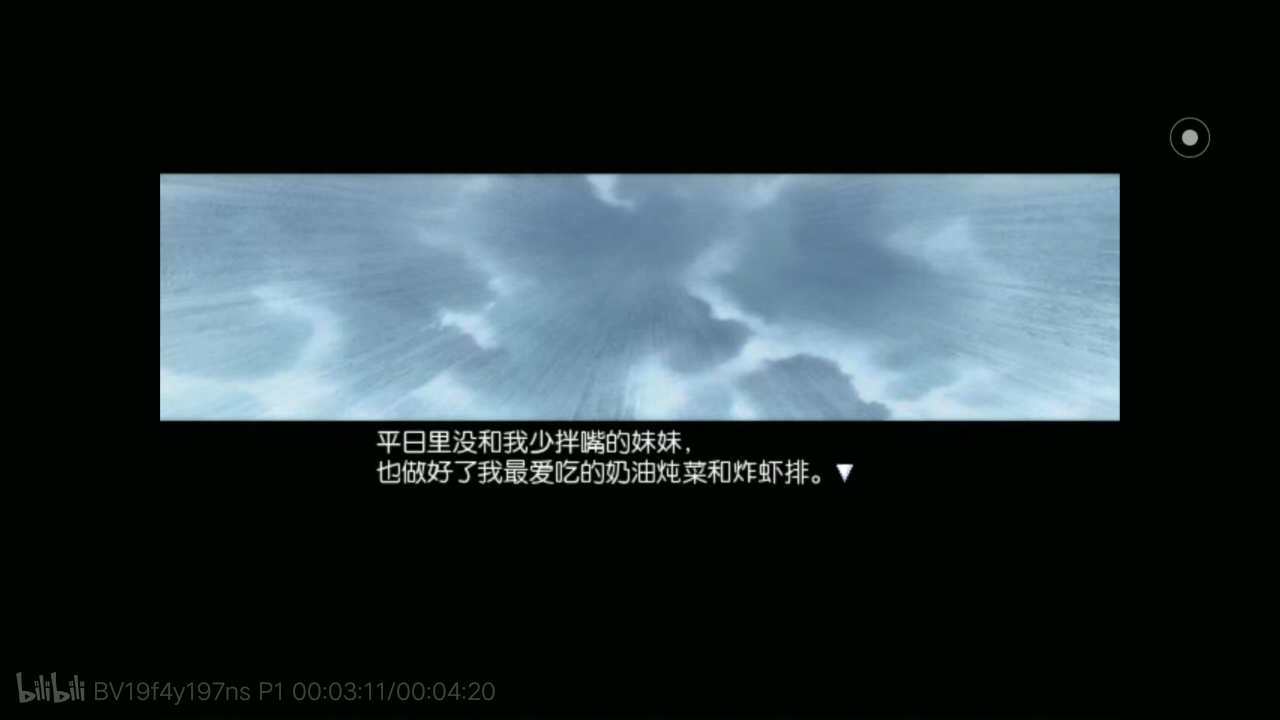 平日里没和我少拌嘴的妹妹，
也做好了我最爱吃的奶油炖菜和炸虾排。
bilibili BV19f4y197ns P1 00:03:11/00:04:20